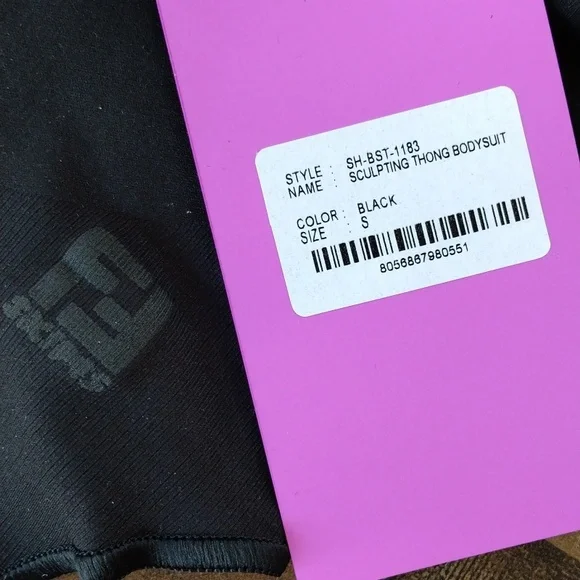 STYLE : SH-BST-1183
NAME : SCULPTING THONG BODYSUIT
COLOR : BLACK
SIZE : S
8056867980551